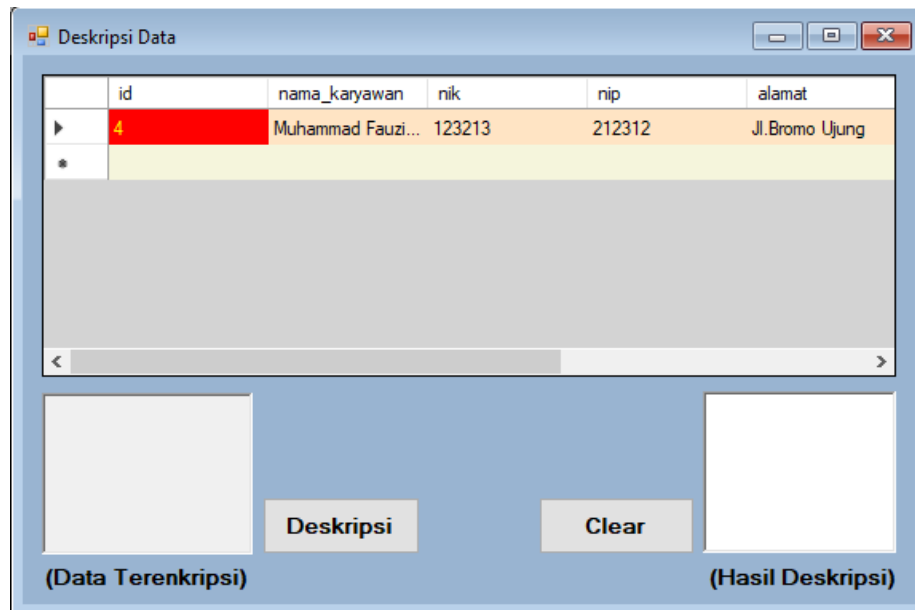 Deskripsi Data
id nama_karyawan nik nip alamat
4 Muhammad Fauzi... 123213 212312 Jl.Bromo Ujung
Deskripsi Clear
(Data Terenkripsi) (Hasil Deskripsi)